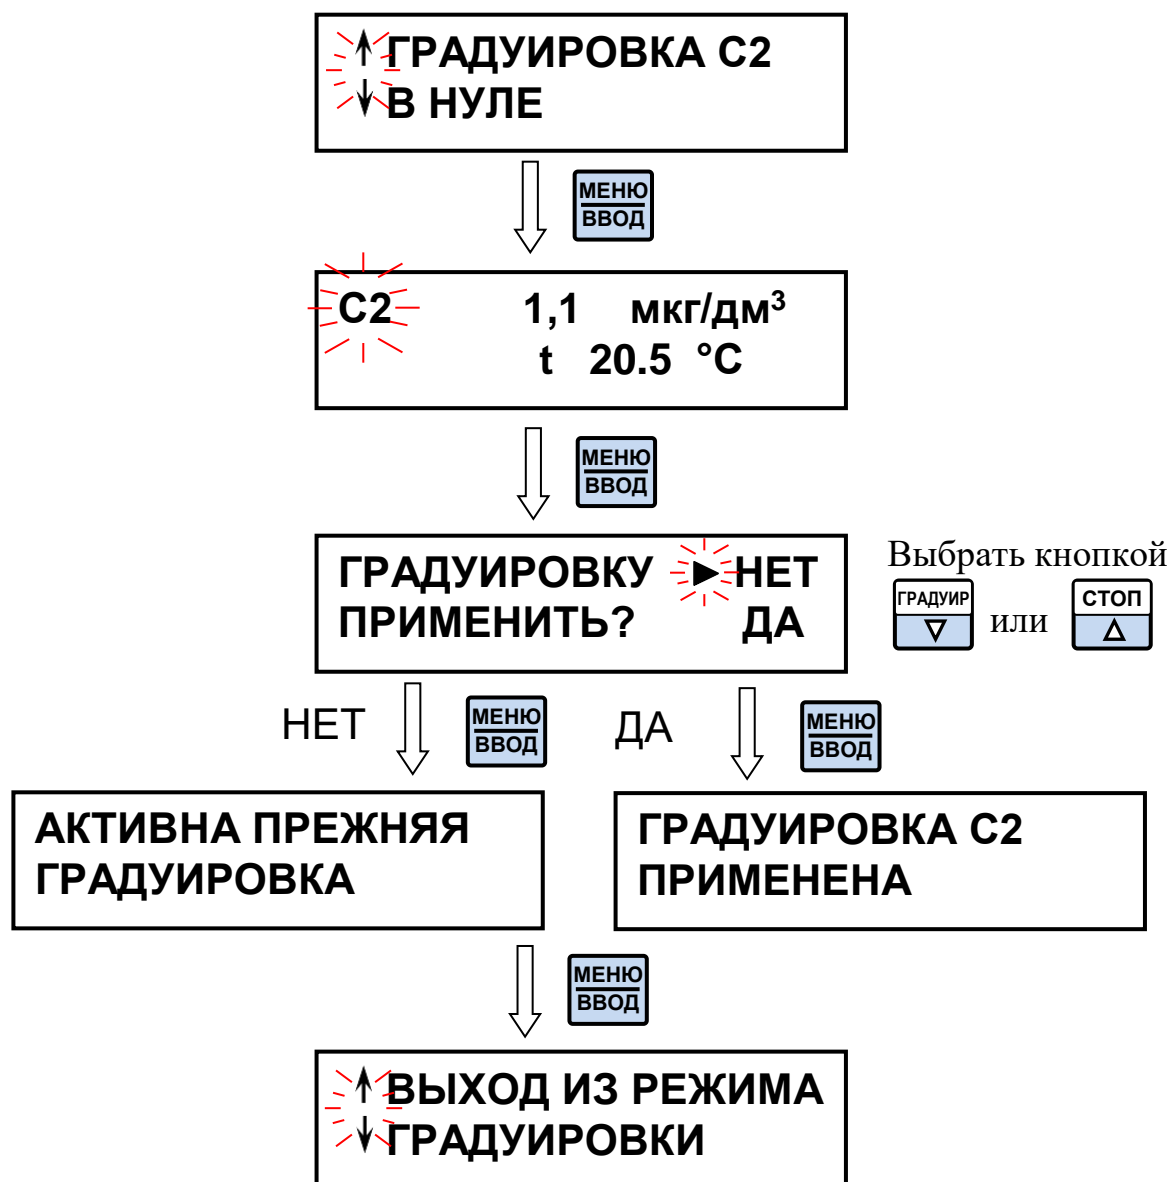 ГРАДУИРОВКА С2
В НУЛЕ
МЕНЮ
ВВОД
С2 1,1 мкг/дм³
t 20.5 °C
МЕНЮ
ВВОД
ГРАДУИРОВКУ ►НЕТ
ПРИМЕНИТЬ? ДА
Выбрать кнопкой
ГРАДУИР
или
СТОП
НЕТ
МЕНЮ
ВВОД
ДА
МЕНЮ
ВВОД
АКТИВНА ПРЕЖНЯЯ
ГРАДУИРОВКА
ГРАДУИРОВКА С2
ПРИМЕНЕНА
МЕНЮ
ВВОД
ВЫХОД ИЗ РЕЖИМА
ГРАДУИРОВКИ